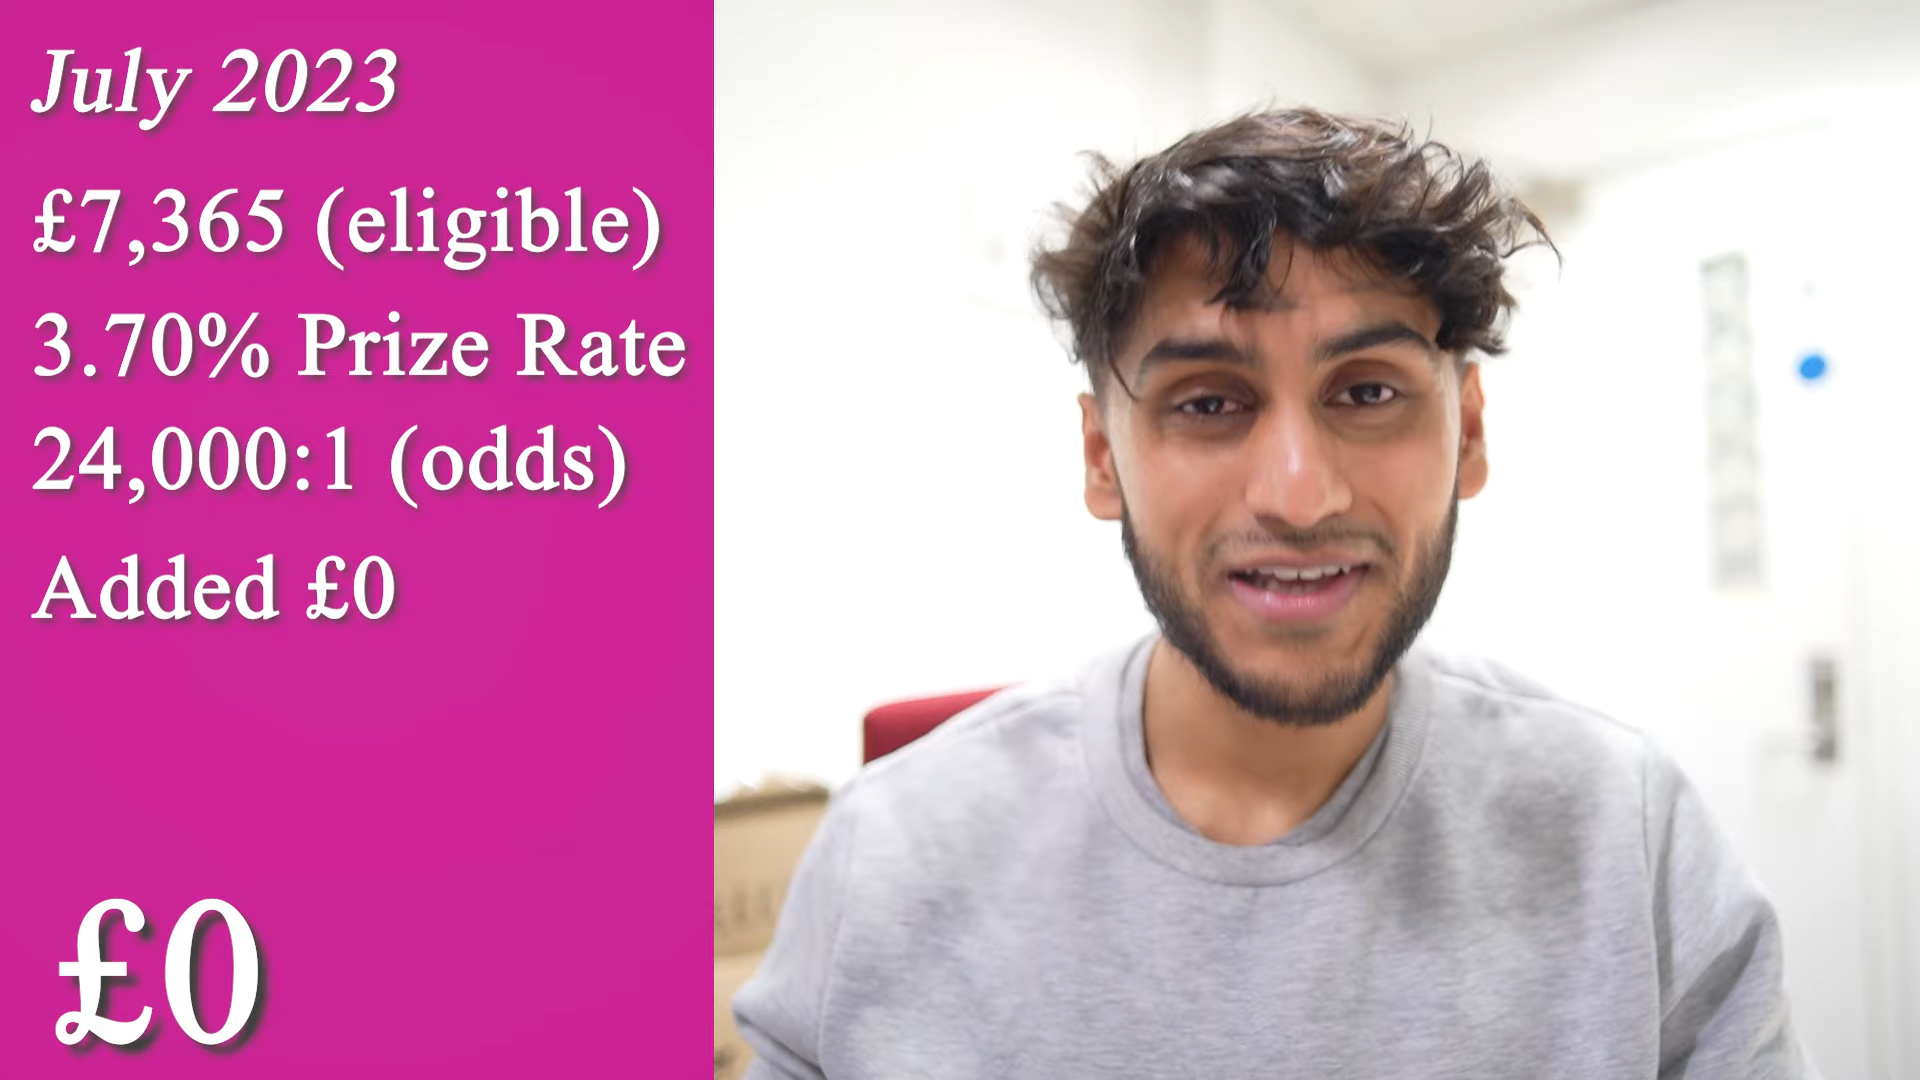 July 2023
£7,365 (eligible)
3.70% Prize Rate
24,000:1 (odds)
Added £0
£0